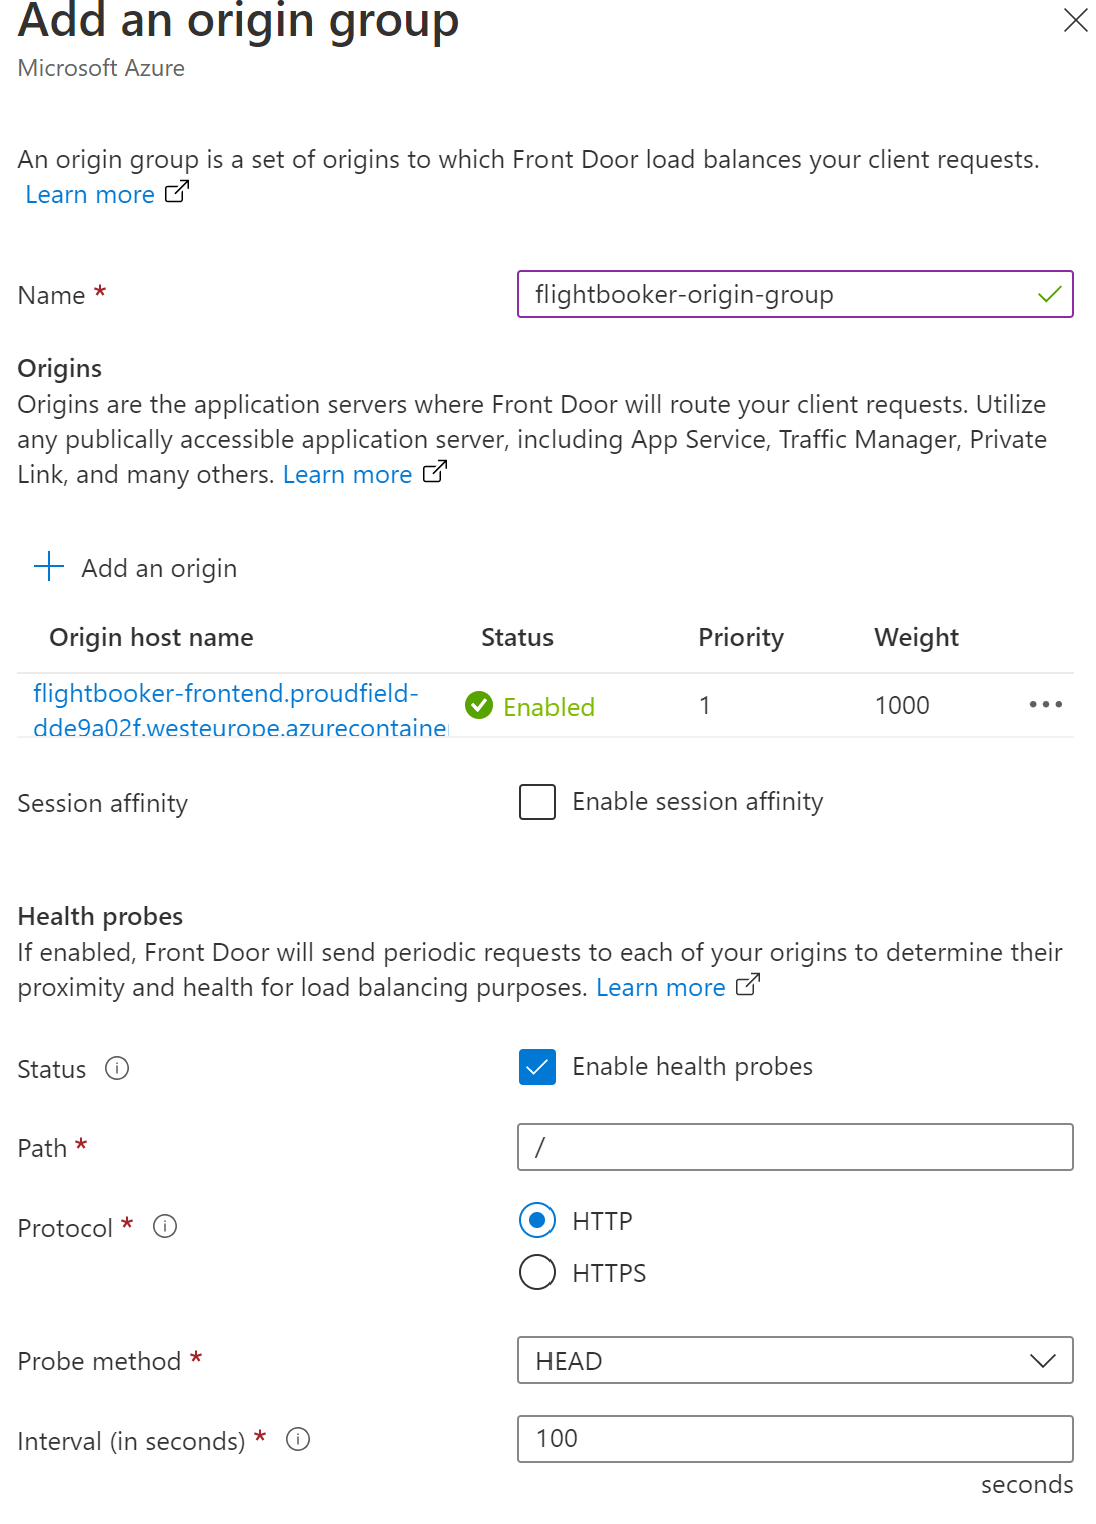 Add an origin group
Microsoft Azure
An origin group is a set of origins to which Front Door load balances your client requests.
Learn more
Name *
flightbooker-origin-group
Origins
Origins are the application servers where Front Door will route your client requests. Utilize
any publically accessible application server, including App Service, Traffic Manager, Private
Link, and many others. Learn more
Add an origin
Origin host name Status Priority Weight
flightbooker-frontend.proudfield-
dde9a02f.westeurope.azurecontainer
Enabled 1 1000
Session affinity
Enable session affinity
Health probes
If enabled, Front Door will send periodic requests to each of your origins to determine their
proximity and health for load balancing purposes. Learn more
Status
Enable health probes
Path *
/
Protocol *
HTTP
HTTPS
Probe method *
HEAD
Interval (in seconds) *
100
seconds